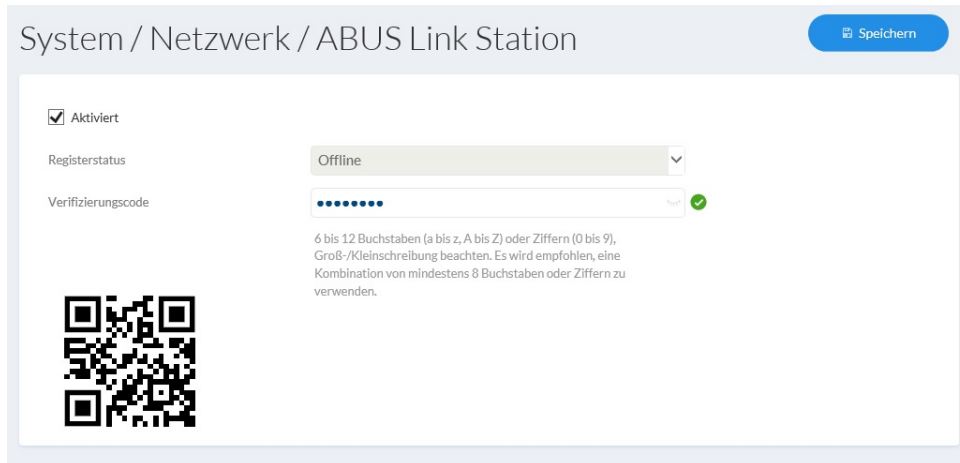 System / Netzwerk / ABUS Link Station
Speichern
Aktiviert
Registerstatus
Offline
Verifizierungscode
••••••••
6 bis 12 Buchstaben (a bis z, A bis Z) oder Ziffern (0 bis 9),
Groß-/Kleinschreibung beachten. Es wird empfohlen, eine
Kombination von mindestens 8 Buchstaben oder Ziffern zu
verwenden.